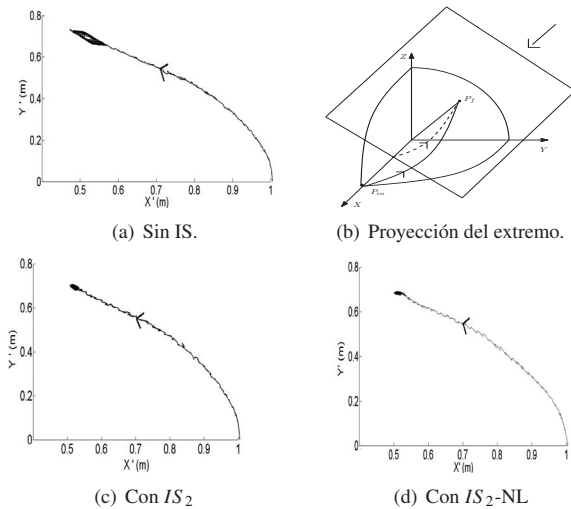 0.8
0.6
0.4
0.2
0
Y ' (m)
0.5 0.6 0.7 0.8 0.9 1
X ' (m)
(a) Sin IS.
Z
P_f
Y
P_in
X
(b) Proyección del extremo.
0.8
0.6
0.4
0.2
0
Y ' (m)
0.5 0.6 0.7 0.8 0.9 1
X ' (m)
(c) Con IS₂
0.8
0.6
0.4
0.2
0
Y' (m)
0.5 0.6 0.7 0.8 0.9 1
X' (m)
(d) Con IS₂-NL